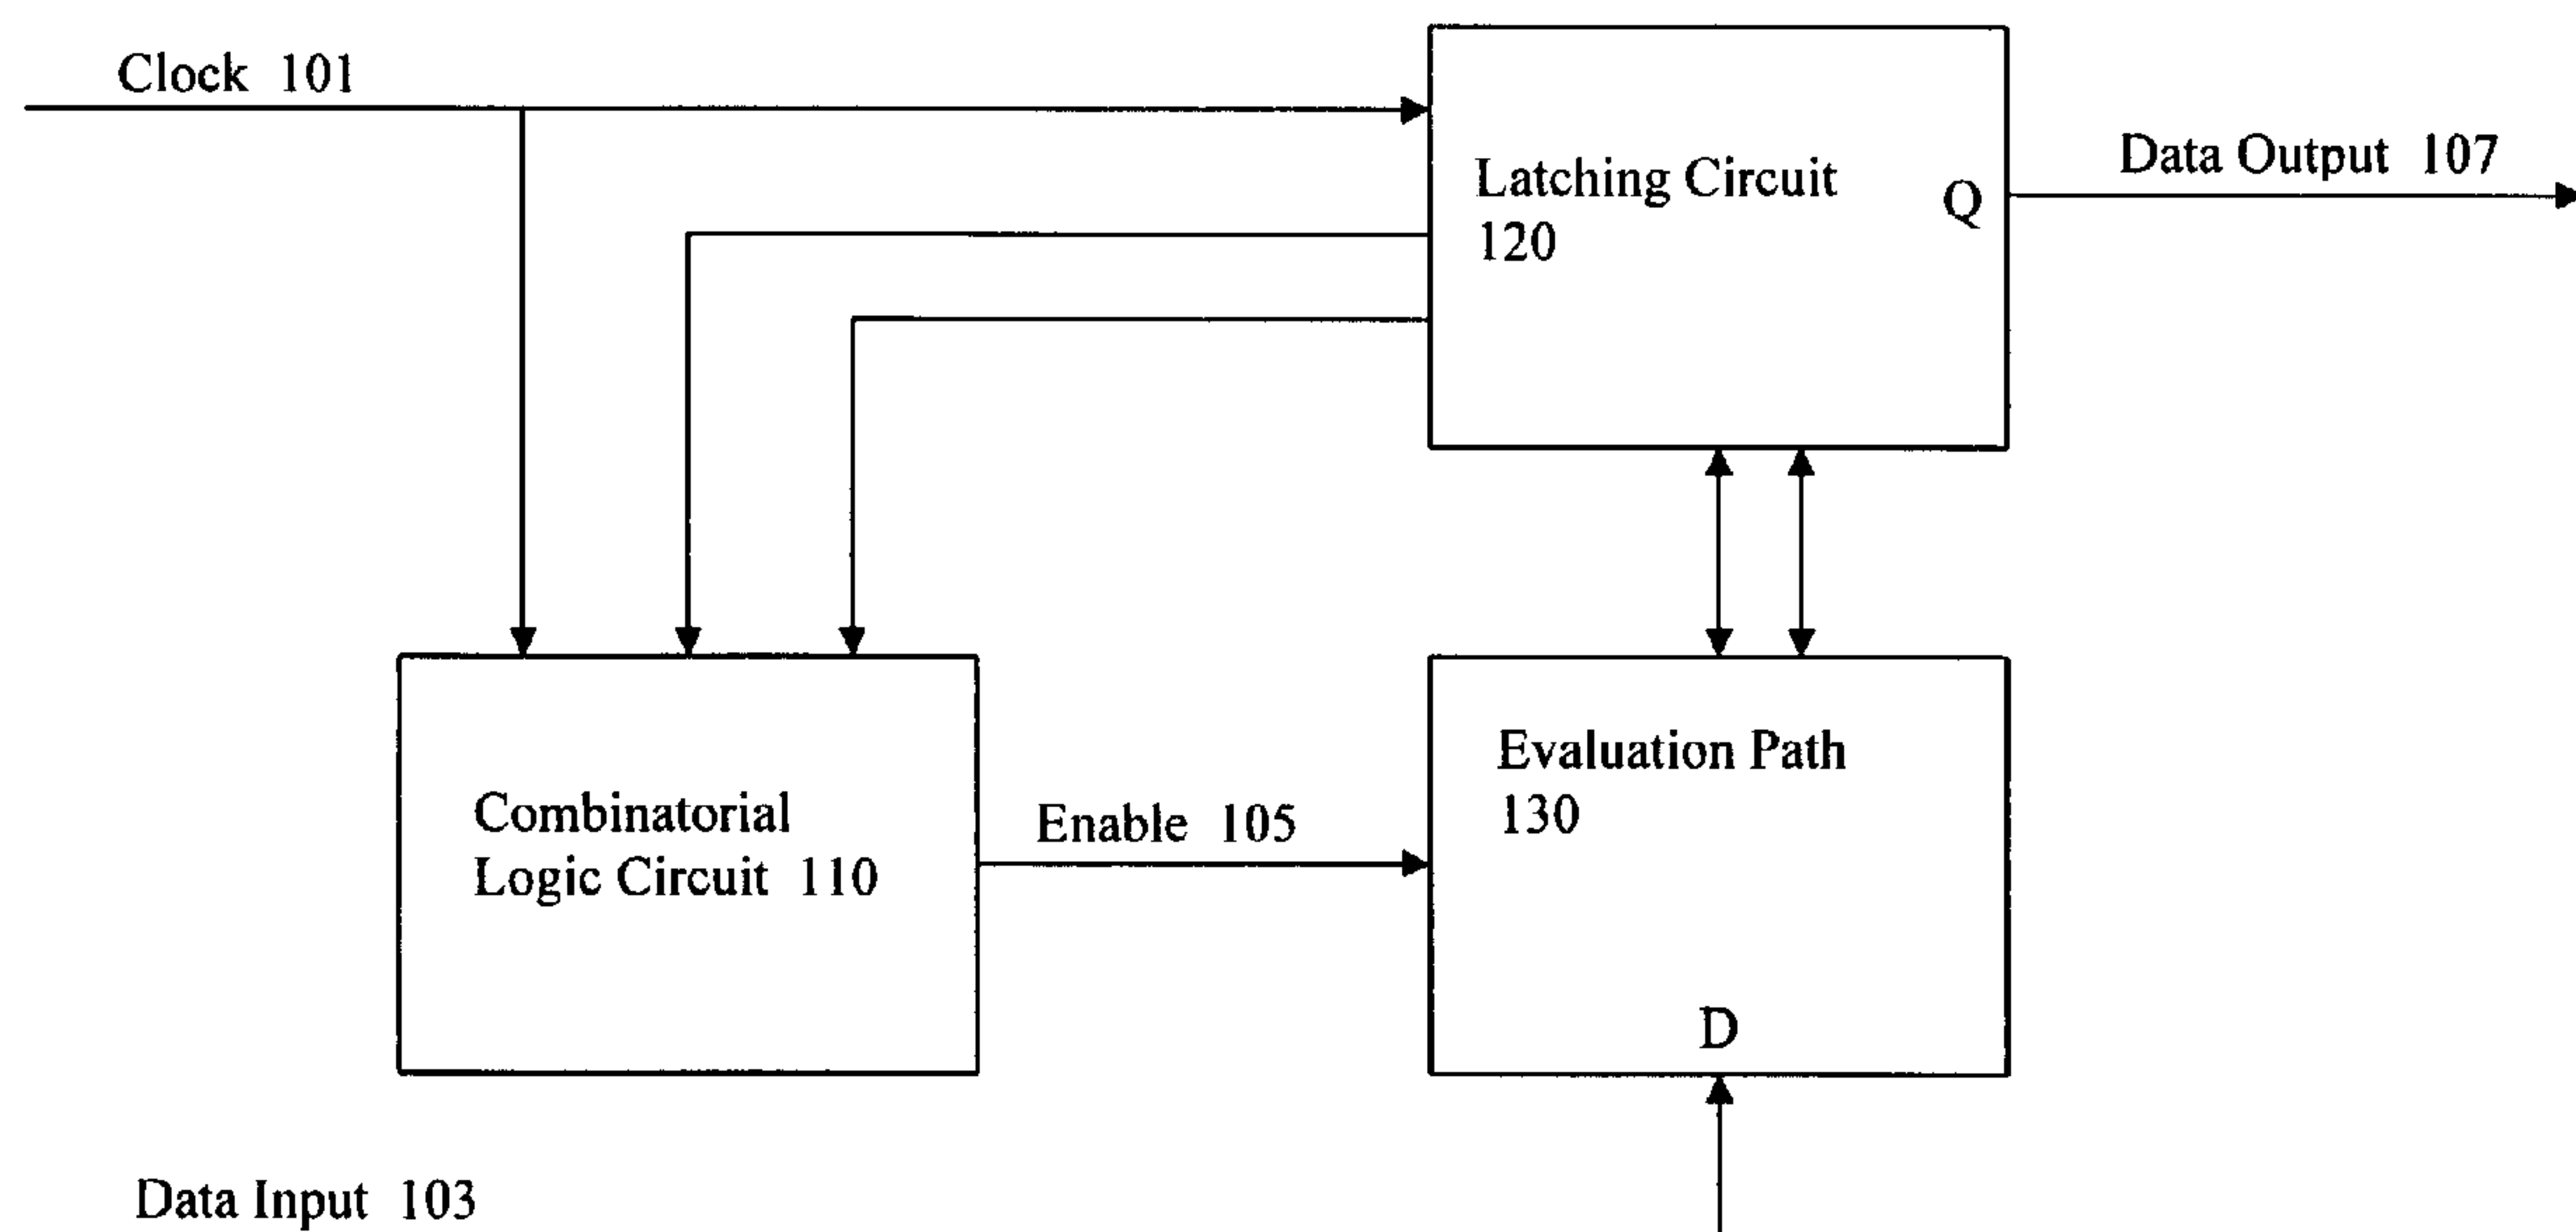 Clock 101
Latching Circuit
120
Q
Data Output 107
Combinatorial
Logic Circuit 110
Enable 105
Evaluation Path
130
D
Data Input 103